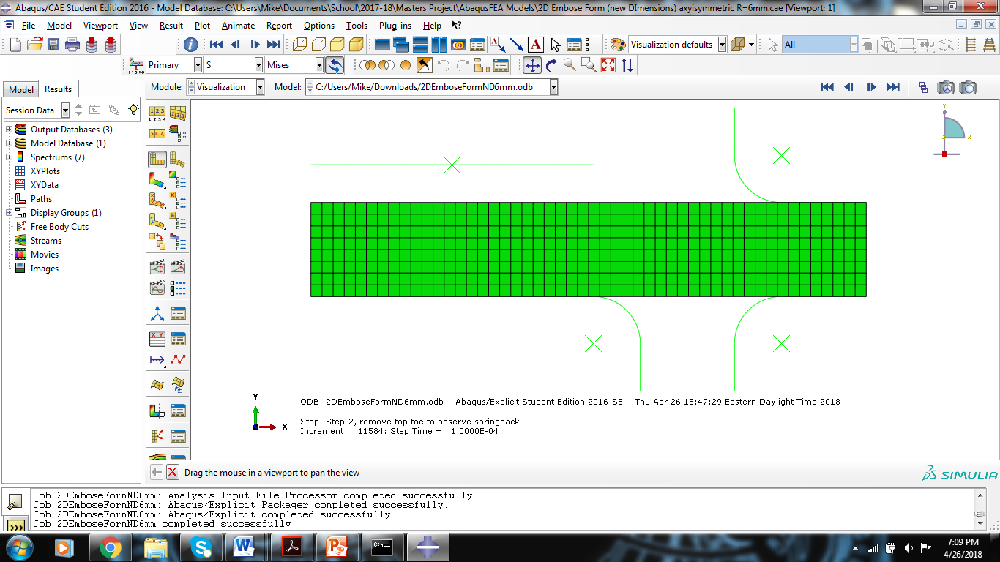 Abaqus/CAE Student Edition 2016 - Model Database: C:\Users\Mike\Documents\School\2017-18\Masters Project\AbaqusFEA Models\2D Embose Form (new DImensions) axyisymmetric R=6mm.cae [Viewport: 1]
File Model Viewport View Result Plot Animate Report Options Tools Plug-ins Help
Visualization defaults All
Primary S Mises
Model Results
Module: Visualization Model: C:/Users/Mike/Downloads/2DEmboseFormND6mm.odb
Session Data
Output Databases (3)
Model Database (1)
Spectrums (7)
XYPlots
XYData
Paths
Display Groups (1)
Free Body Cuts
Streams
Movies
Images
Y
X
Y
X
ODB: 2DEmboseFormND6mm.odb Abaqus/Explicit Student Edition 2016-SE Thu Apr 26 18:47:29 Eastern Daylight Time 2018
Step: Step-2, remove top toe to observe springback
Increment 11584: Step Time = 1.0000E-04
Drag the mouse in a viewport to pan the view
SIMULIA
Job 2DEmboseFormND6mm: Analysis Input File Processor completed successfully.
Job 2DEmboseFormND6mm: Abaqus/Explicit Packager completed successfully.
Job 2DEmboseFormND6mm: Abaqus/Explicit completed successfully.
Job 2DEmboseFormND6mm completed successfully.
7:09 PM
4/26/2018